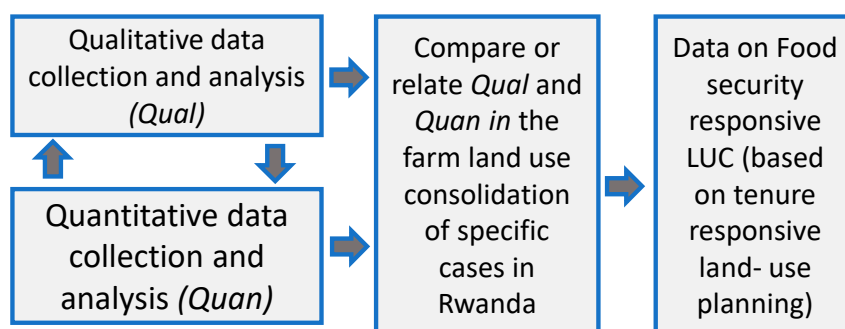 Qualitative data
collection and analysis
(Qual)
Quantitative data
collection and
analysis (Quan)
Compare or
relate Qual and
Quan in the
farm land use
consolidation
of specific
cases in
Rwanda
Data on Food
security
responsive
LUC (based
on tenure
responsive
land- use
planning)